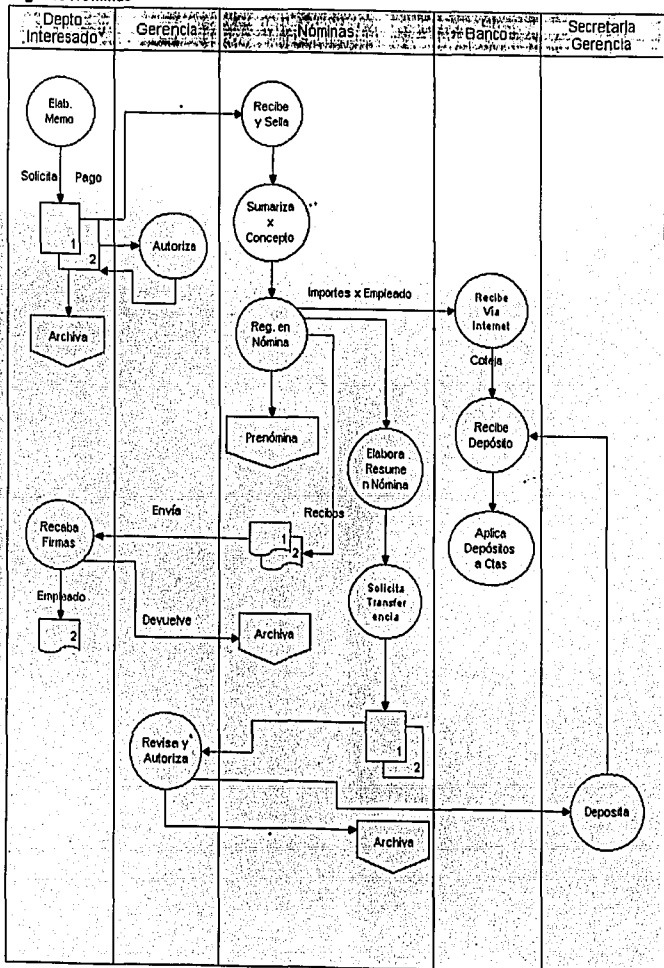 Depto
Interesado
Gerencia
Nóminas
Banco
Secretaria
Gerencia
Elab.
Memo
Recibe
y Sella
Solicita Pago
1
2
Autoriza
Sumariza
x
Concepto
Importes x Empleado
Archiva
Reg. en
Nómina
Recibe
Vía
Internet
Coteja
Prenómina
Elabora
Resume
n Nómina
Recibe
Depósito
Recaba
Firmas
Envía
Recibos
1
2
Aplica
Depósitos
a Ctas
Empleado
2
Devuelve
Archiva
Solicita
Transfer
encia
Revisa y
Autoriza
1
2
Deposita
Archiva